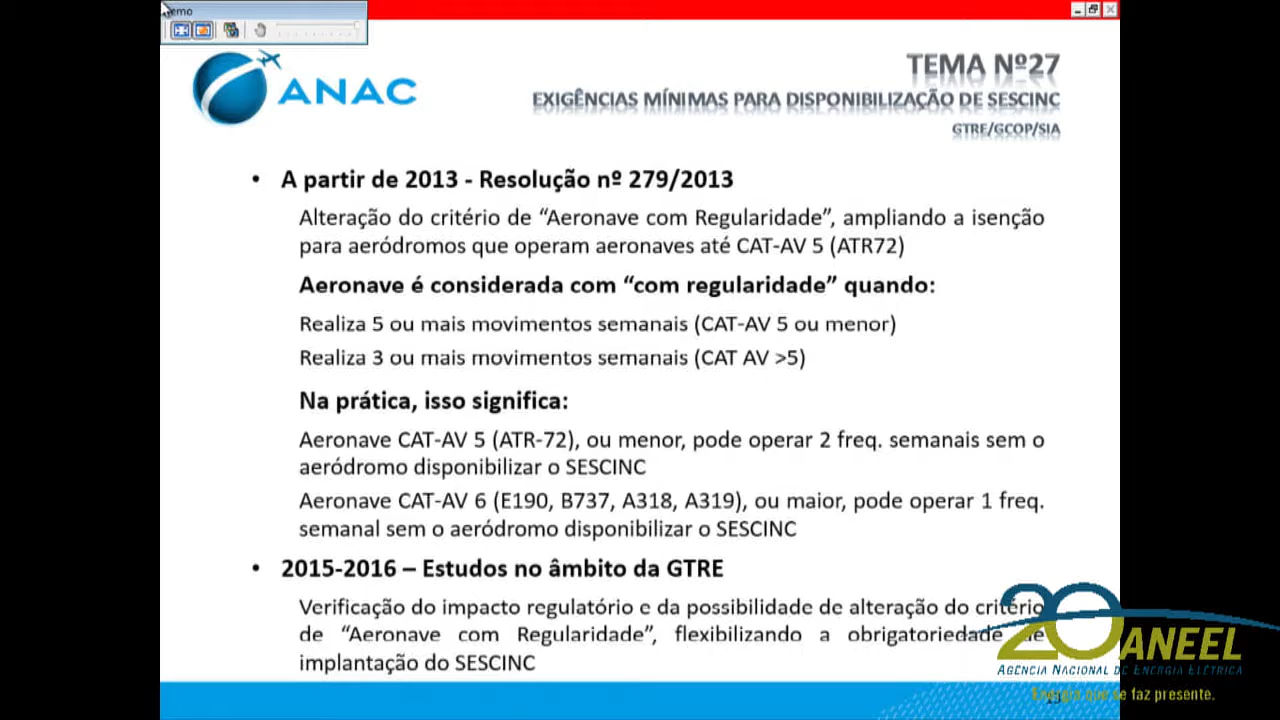 emo
ANAC
TEMA Nº27
EXIGÊNCIAS MÍNIMAS PARA DISPONIBILIZAÇÃO DE SESCINC
GTRE/GCOP/SIA
• A partir de 2013 - Resolução nº 279/2013
Alteração do critério de “Aeronave com Regularidade”, ampliando a isenção
para aeródromos que operam aeronaves até CAT-AV 5 (ATR72)
Aeronave é considerada com “com regularidade” quando:
Realiza 5 ou mais movimentos semanais (CAT-AV 5 ou menor)
Realiza 3 ou mais movimentos semanais (CAT AV >5)
Na prática, isso significa:
Aeronave CAT-AV 5 (ATR-72), ou menor, pode operar 2 freq. semanais sem o
aeródromo disponibilizar o SESCINC
Aeronave CAT-AV 6 (E190, B737, A318, A319), ou maior, pode operar 1 freq.
semanal sem o aeródromo disponibilizar o SESCINC
• 2015-2016 – Estudos no âmbito da GTRE
Verificação do impacto regulatório e da possibilidade de alteração do critério
de “Aeronave com Regularidade”, flexibilizando a obrigatoriedade de
implantação do SESCINC
20 ANEEL
AGÊNCIA NACIONAL DE ENERGIA ELÉTRICA
Energia que se faz presente.